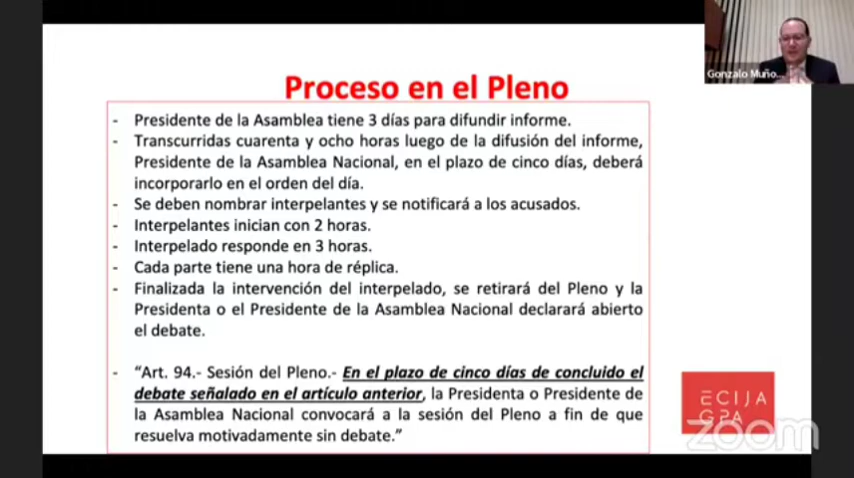 Gonzalo Muño...
Proceso en el Pleno
- Presidente de la Asamblea tiene 3 días para difundir informe.
- Transcurridas cuarenta y ocho horas luego de la difusión del informe,
Presidente de la Asamblea Nacional, en el plazo de cinco días, deberá
incorporarlo en el orden del día.
- Se deben nombrar interpelantes y se notificará a los acusados.
- Interpelantes inician con 2 horas.
- Interpelado responde en 3 horas.
- Cada parte tiene una hora de réplica.
- Finalizada la intervención del interpelado, se retirará del Pleno y la
Presidenta o el Presidente de la Asamblea Nacional declarará abierto
el debate.
- “Art. 94.- Sesión del Pleno.- En el plazo de cinco días de concluido el
debate señalado en el artículo anterior, la Presidenta o Presidente de
la Asamblea Nacional convocará a la sesión del Pleno a fin de que
resuelva motivadamente sin debate.”
ECIJA
GPA
zoom